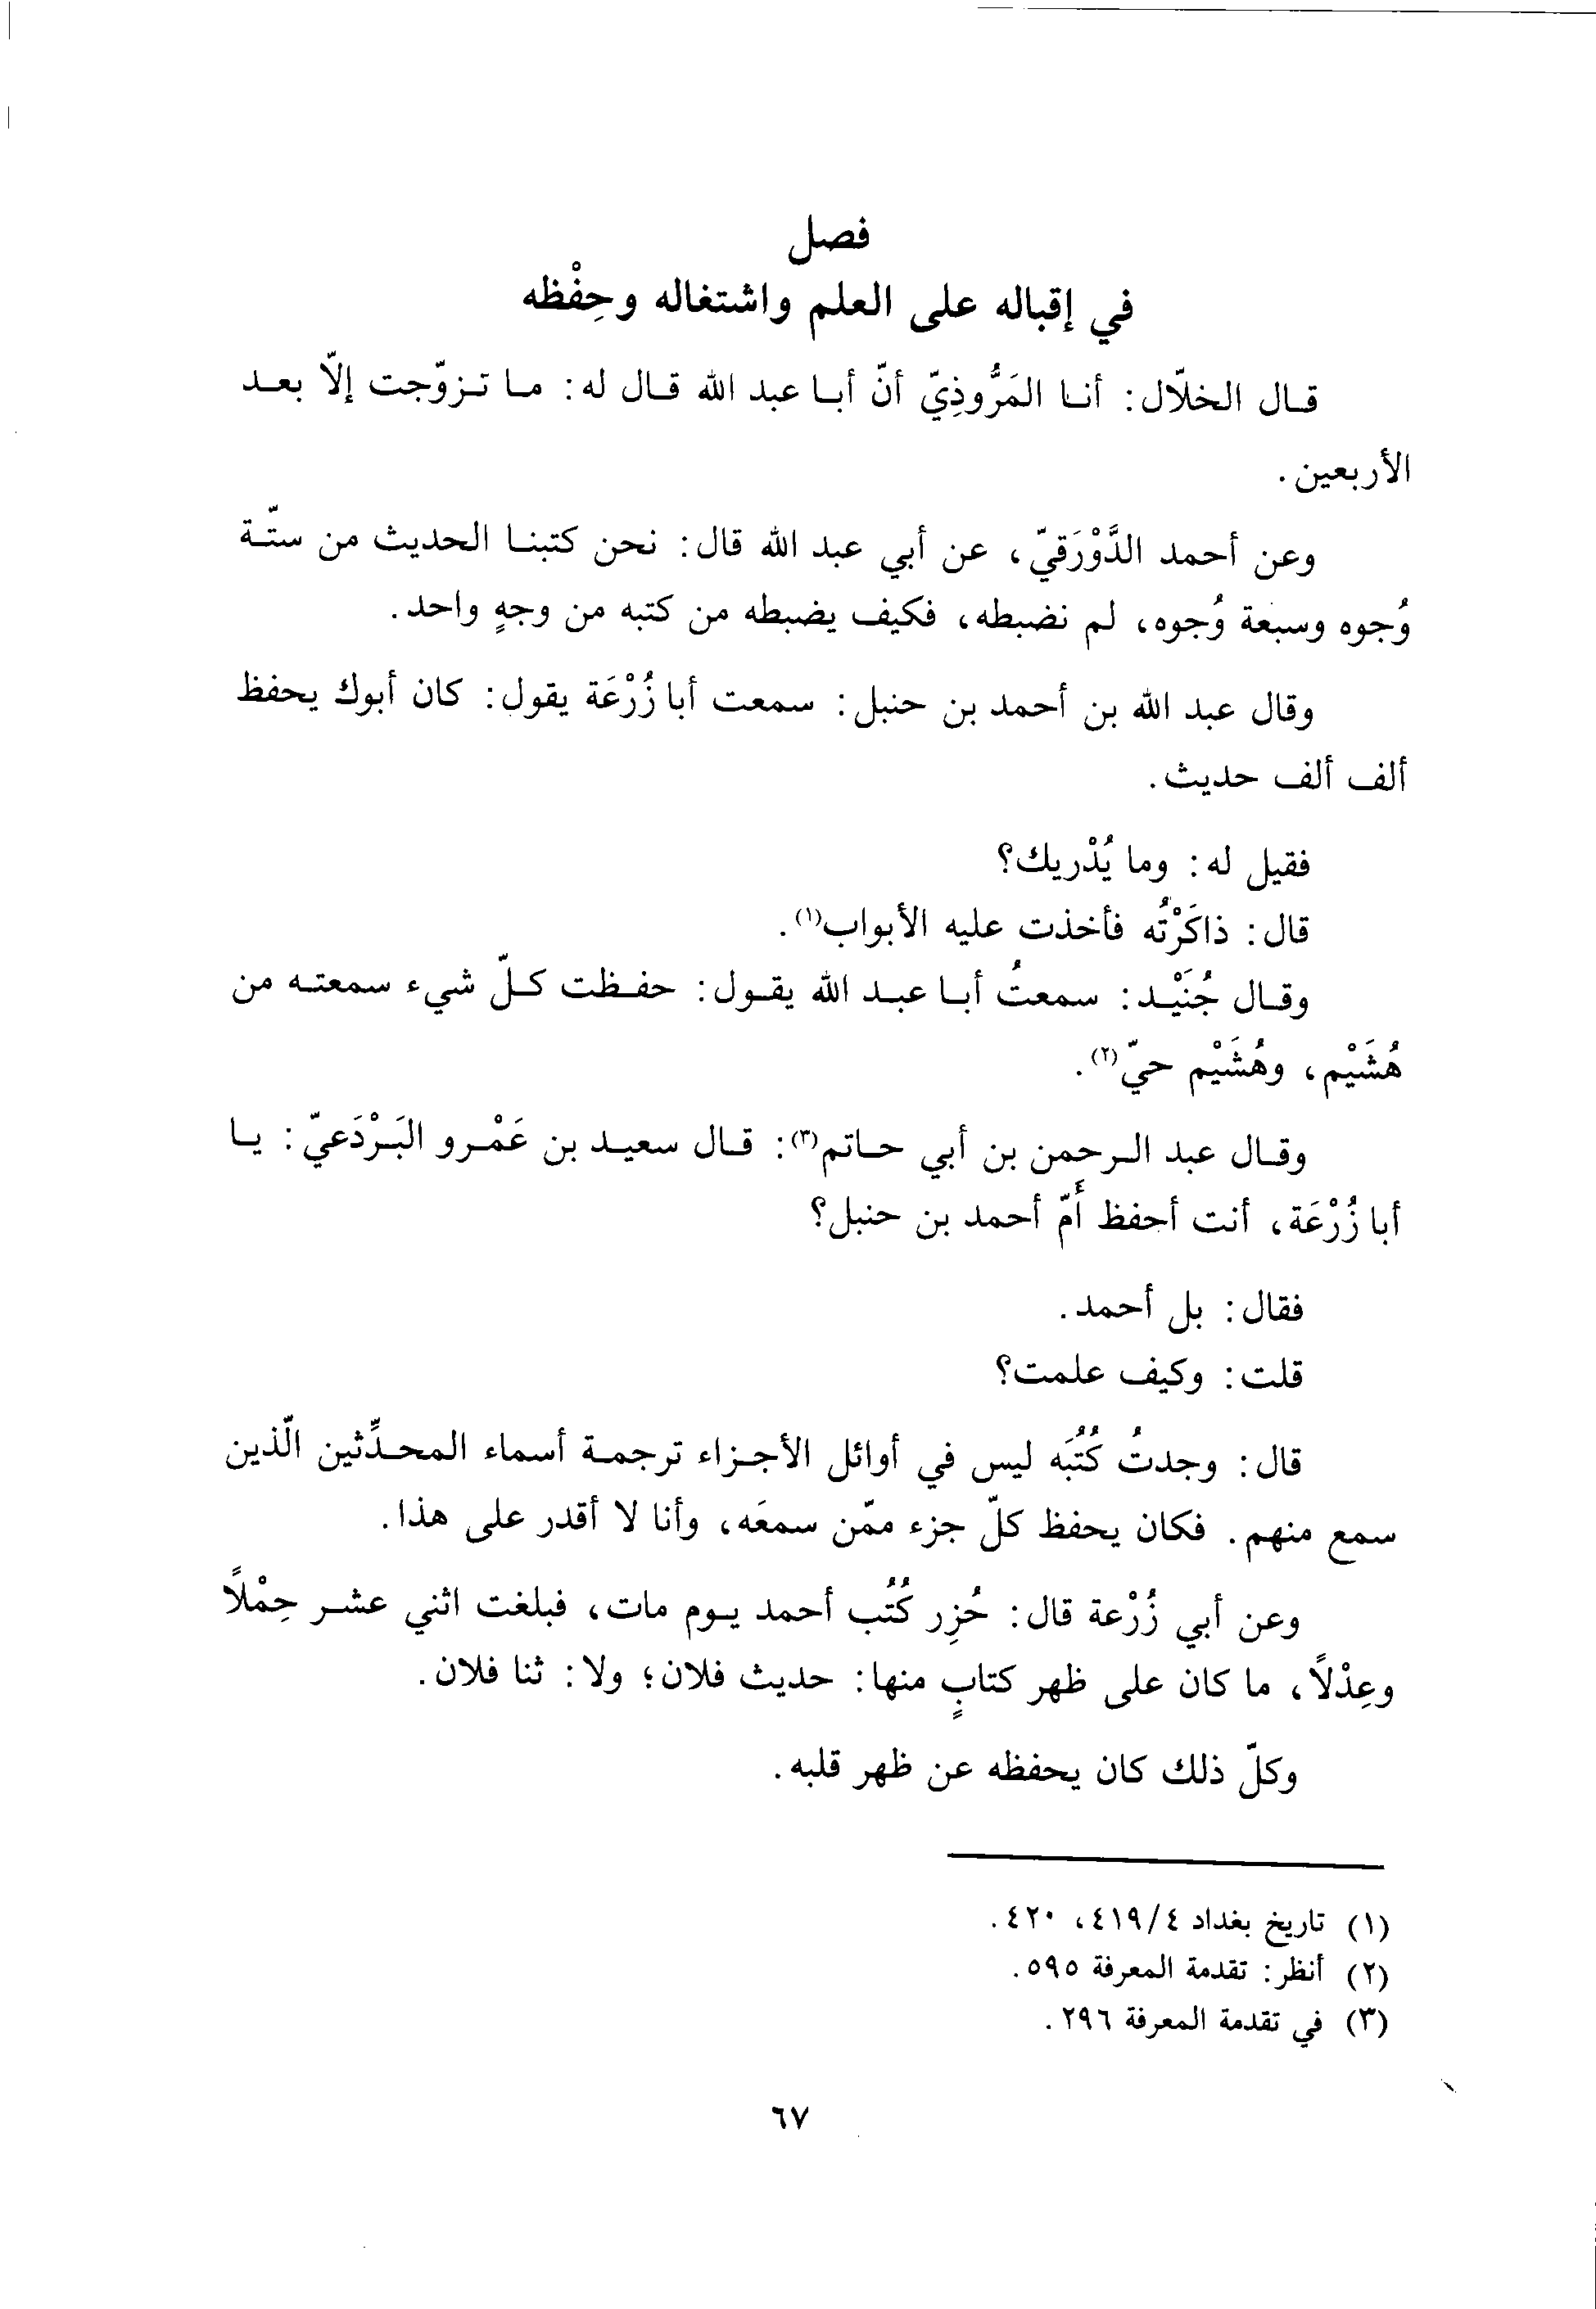 فصل
في إقباله على العلم واشتغاله وحِفْظه
قال الخلّال: أنا المَرُّوذِيّ أنّ أبا عبد الله قال له: ما تزوّجت إلاّ بعد
الأربعين.
وعن أحمد الدَّوْرَقيّ، عن أبي عبد الله قال: نحن كتبنا الحديث من ستّة
وُجوه وسبعة وُجوه، لم نضبطه، فكيف يضبطه من كتبه من وجهٍ واحد.
وقال عبد الله بن أحمد بن حنبل: سمعت أبا زُرْعَة يقول: كان أبوك يحفظ
ألف ألف حديث.
فقيل له: وما يُدْريك؟
قال: ذاكَرْتُه فأخذت عليه الأبواب(١).
وقال جُنَيْد: سمعتُ أبا عبد الله يقول: حفظت كلّ شيء سمعته من
هُشَيْم، وهُشَيْم حيّ(٢).
وقال عبد الرحمن بن أبي حاتم(٣): قال سعيد بن عَمْرو البَرْدَعيّ: يا
أبا زُرْعَة، أنت أحفظ أَمّ أحمد بن حنبل؟
فقال: بل أحمد.
قلت: وكيف علمت؟
قال: وجدتُ كُتُبَه ليس في أوائل الأجزاء ترجمة أسماء المحدِّثين الّذين
سمع منهم. فكان يحفظ كلّ جزء ممّن سمعَه، وأنا لا أقدر على هذا.
وعن أبي زُرْعة قال: حُزِر كُتُب أحمد يوم مات، فبلغت اثني عشر حِمْلاً
وعِدْلاً، ما كان على ظهر كتابٍ منها: حديث فلان؛ ولا: ثنا فلان.
وكلّ ذلك كان يحفظه عن ظهر قلبه.
(١) تاريخ بغداد ٤/٤١٩، ٤٢٠.
(٢) أنظر: تقدمة المعرفة ٥٩٥.
(٣) في تقدمة المعرفة ٢٩٦.
٦٧